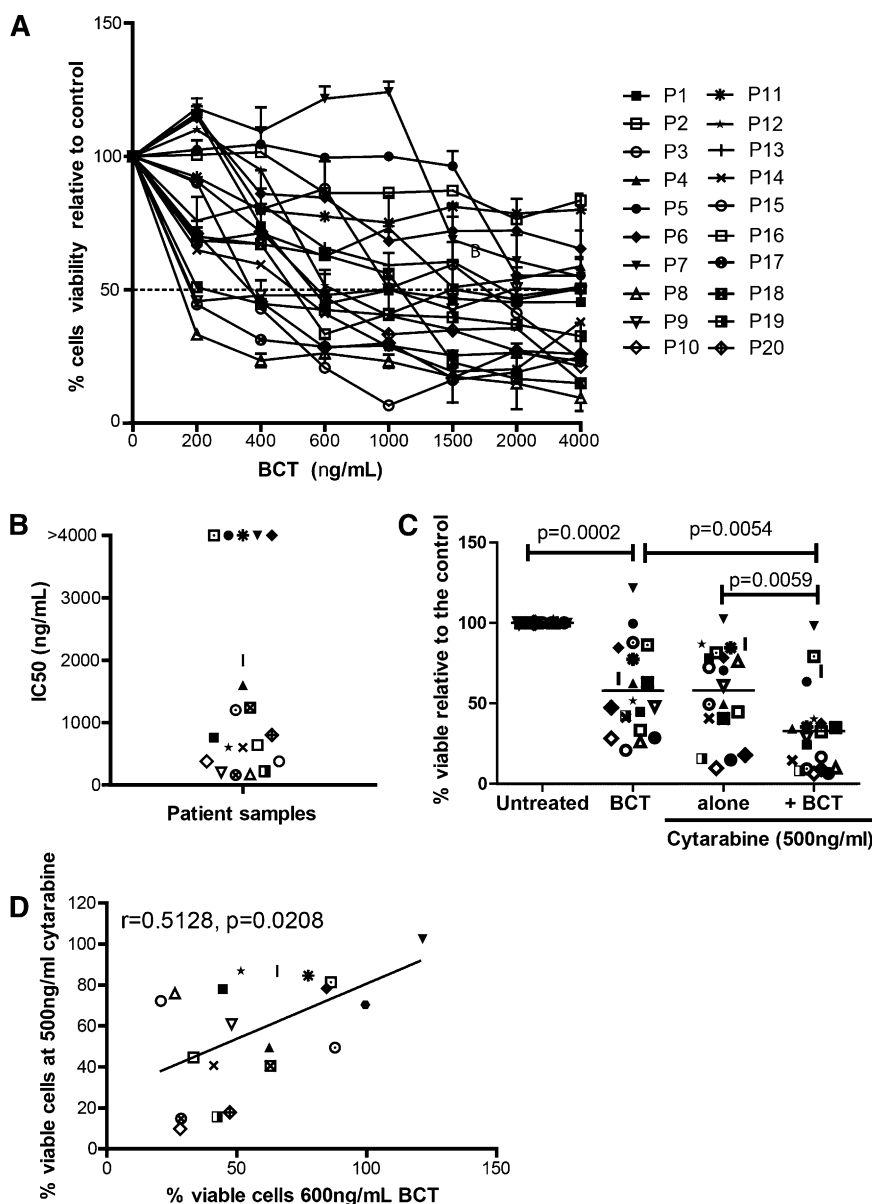 A
150
100
50
0
% cells viability relative to control
B
0 200 400 600 1000 1500 2000 4000
BCT (ng/mL)
P1 P11
P2 P12
P3 P13
P4 P14
P5 P15
P6 P16
P7 P17
P8 P18
P9 P19
P10 P20
B
>4000
3000
2000
1000
0
IC50 (ng/mL)
Patient samples
C
150
100
50
0
% viable relative to the control
p=0.0002
p=0.0054
p=0.0059
Untreated BCT alone + BCT
Cytarabine (500ng/ml)
D
120
100
80
60
40
20
0
% viable cells at 500ng/ml cytarabine
r=0.5128, p=0.0208
0 50 100 150
% viable cells 600ng/mL BCT